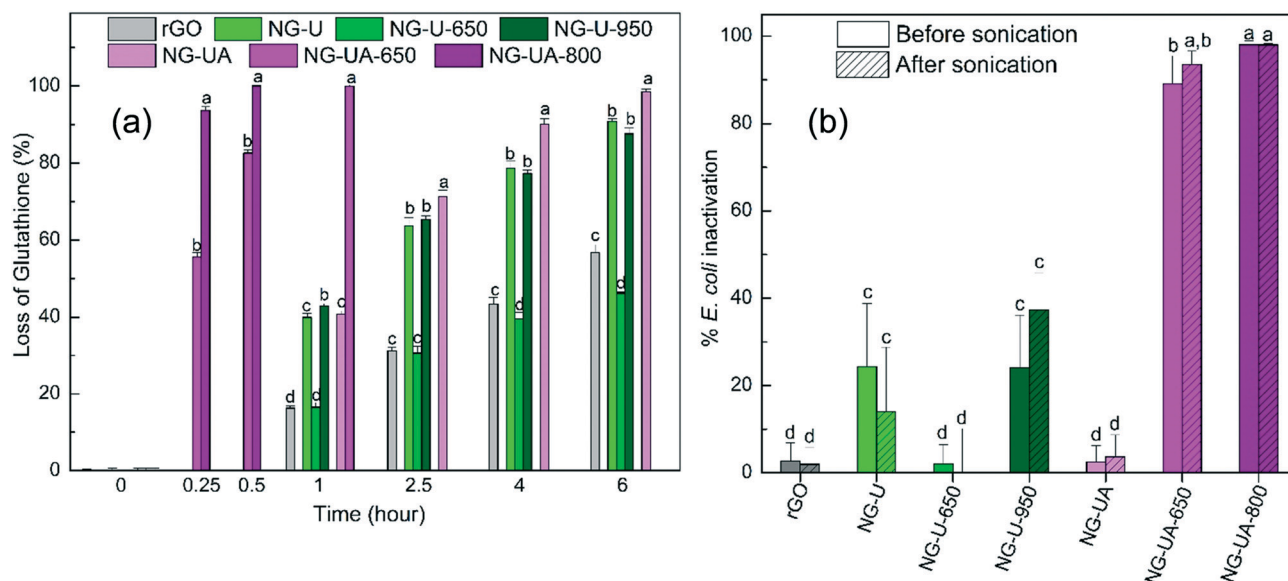 rGO NG-U NG-U-650 NG-U-950
NG-UA NG-UA-650 NG-UA-800
(a)
Loss of Glutathione (%)
100
80
60
40
20
0
b a
b a
d c d b c a
c b c b a
c b d b a
c b d b a
0 0.25 0.5 1 2.5 4 6
Time (hour)
Before sonication
After sonication
(b)
% E. coli inactivation
100
80
60
40
20
0
d d c c d d c c d d b a,b a a
rGO NG-U NG-U-650 NG-U-950 NG-UA NG-UA-650 NG-UA-800